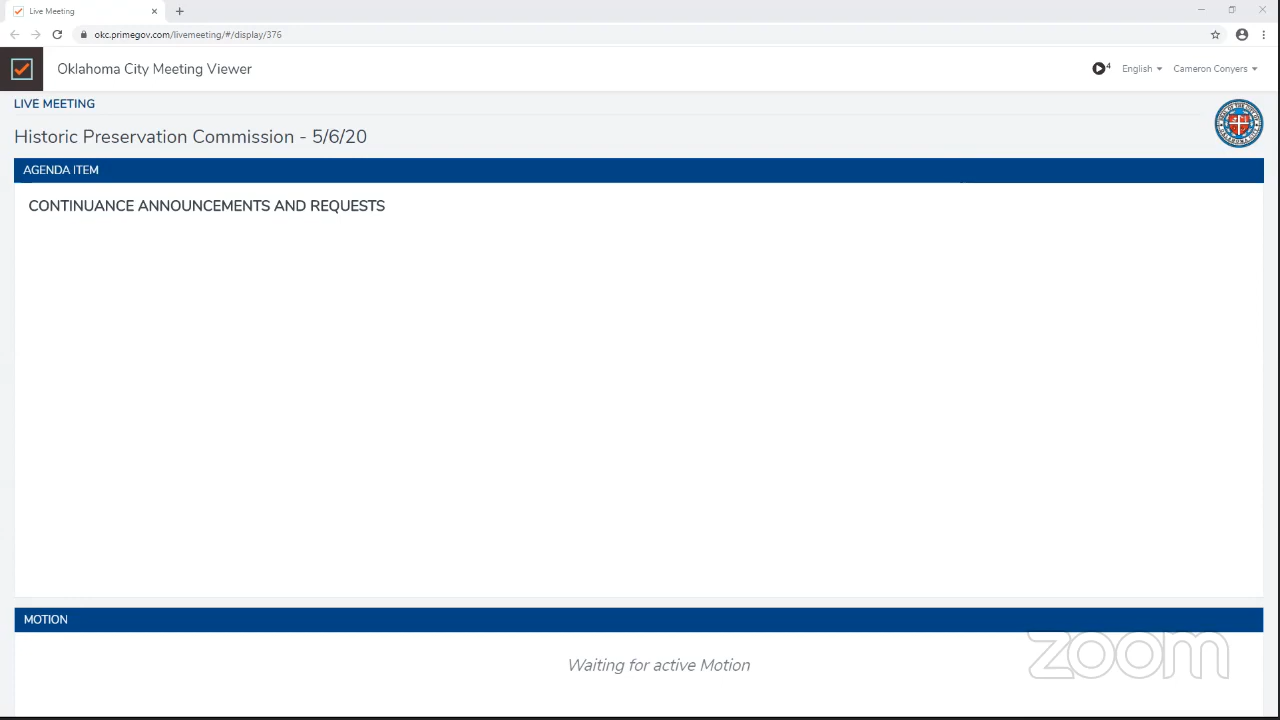 Live Meeting
okc.primegov.com/livemeeting/#/display/376
Oklahoma City Meeting Viewer
4
English
Cameron Conyers
LIVE MEETING
Historic Preservation Commission - 5/6/20
AGENDA ITEM
CONTINUANCE ANNOUNCEMENTS AND REQUESTS
MOTION
Waiting for active Motion
zoom